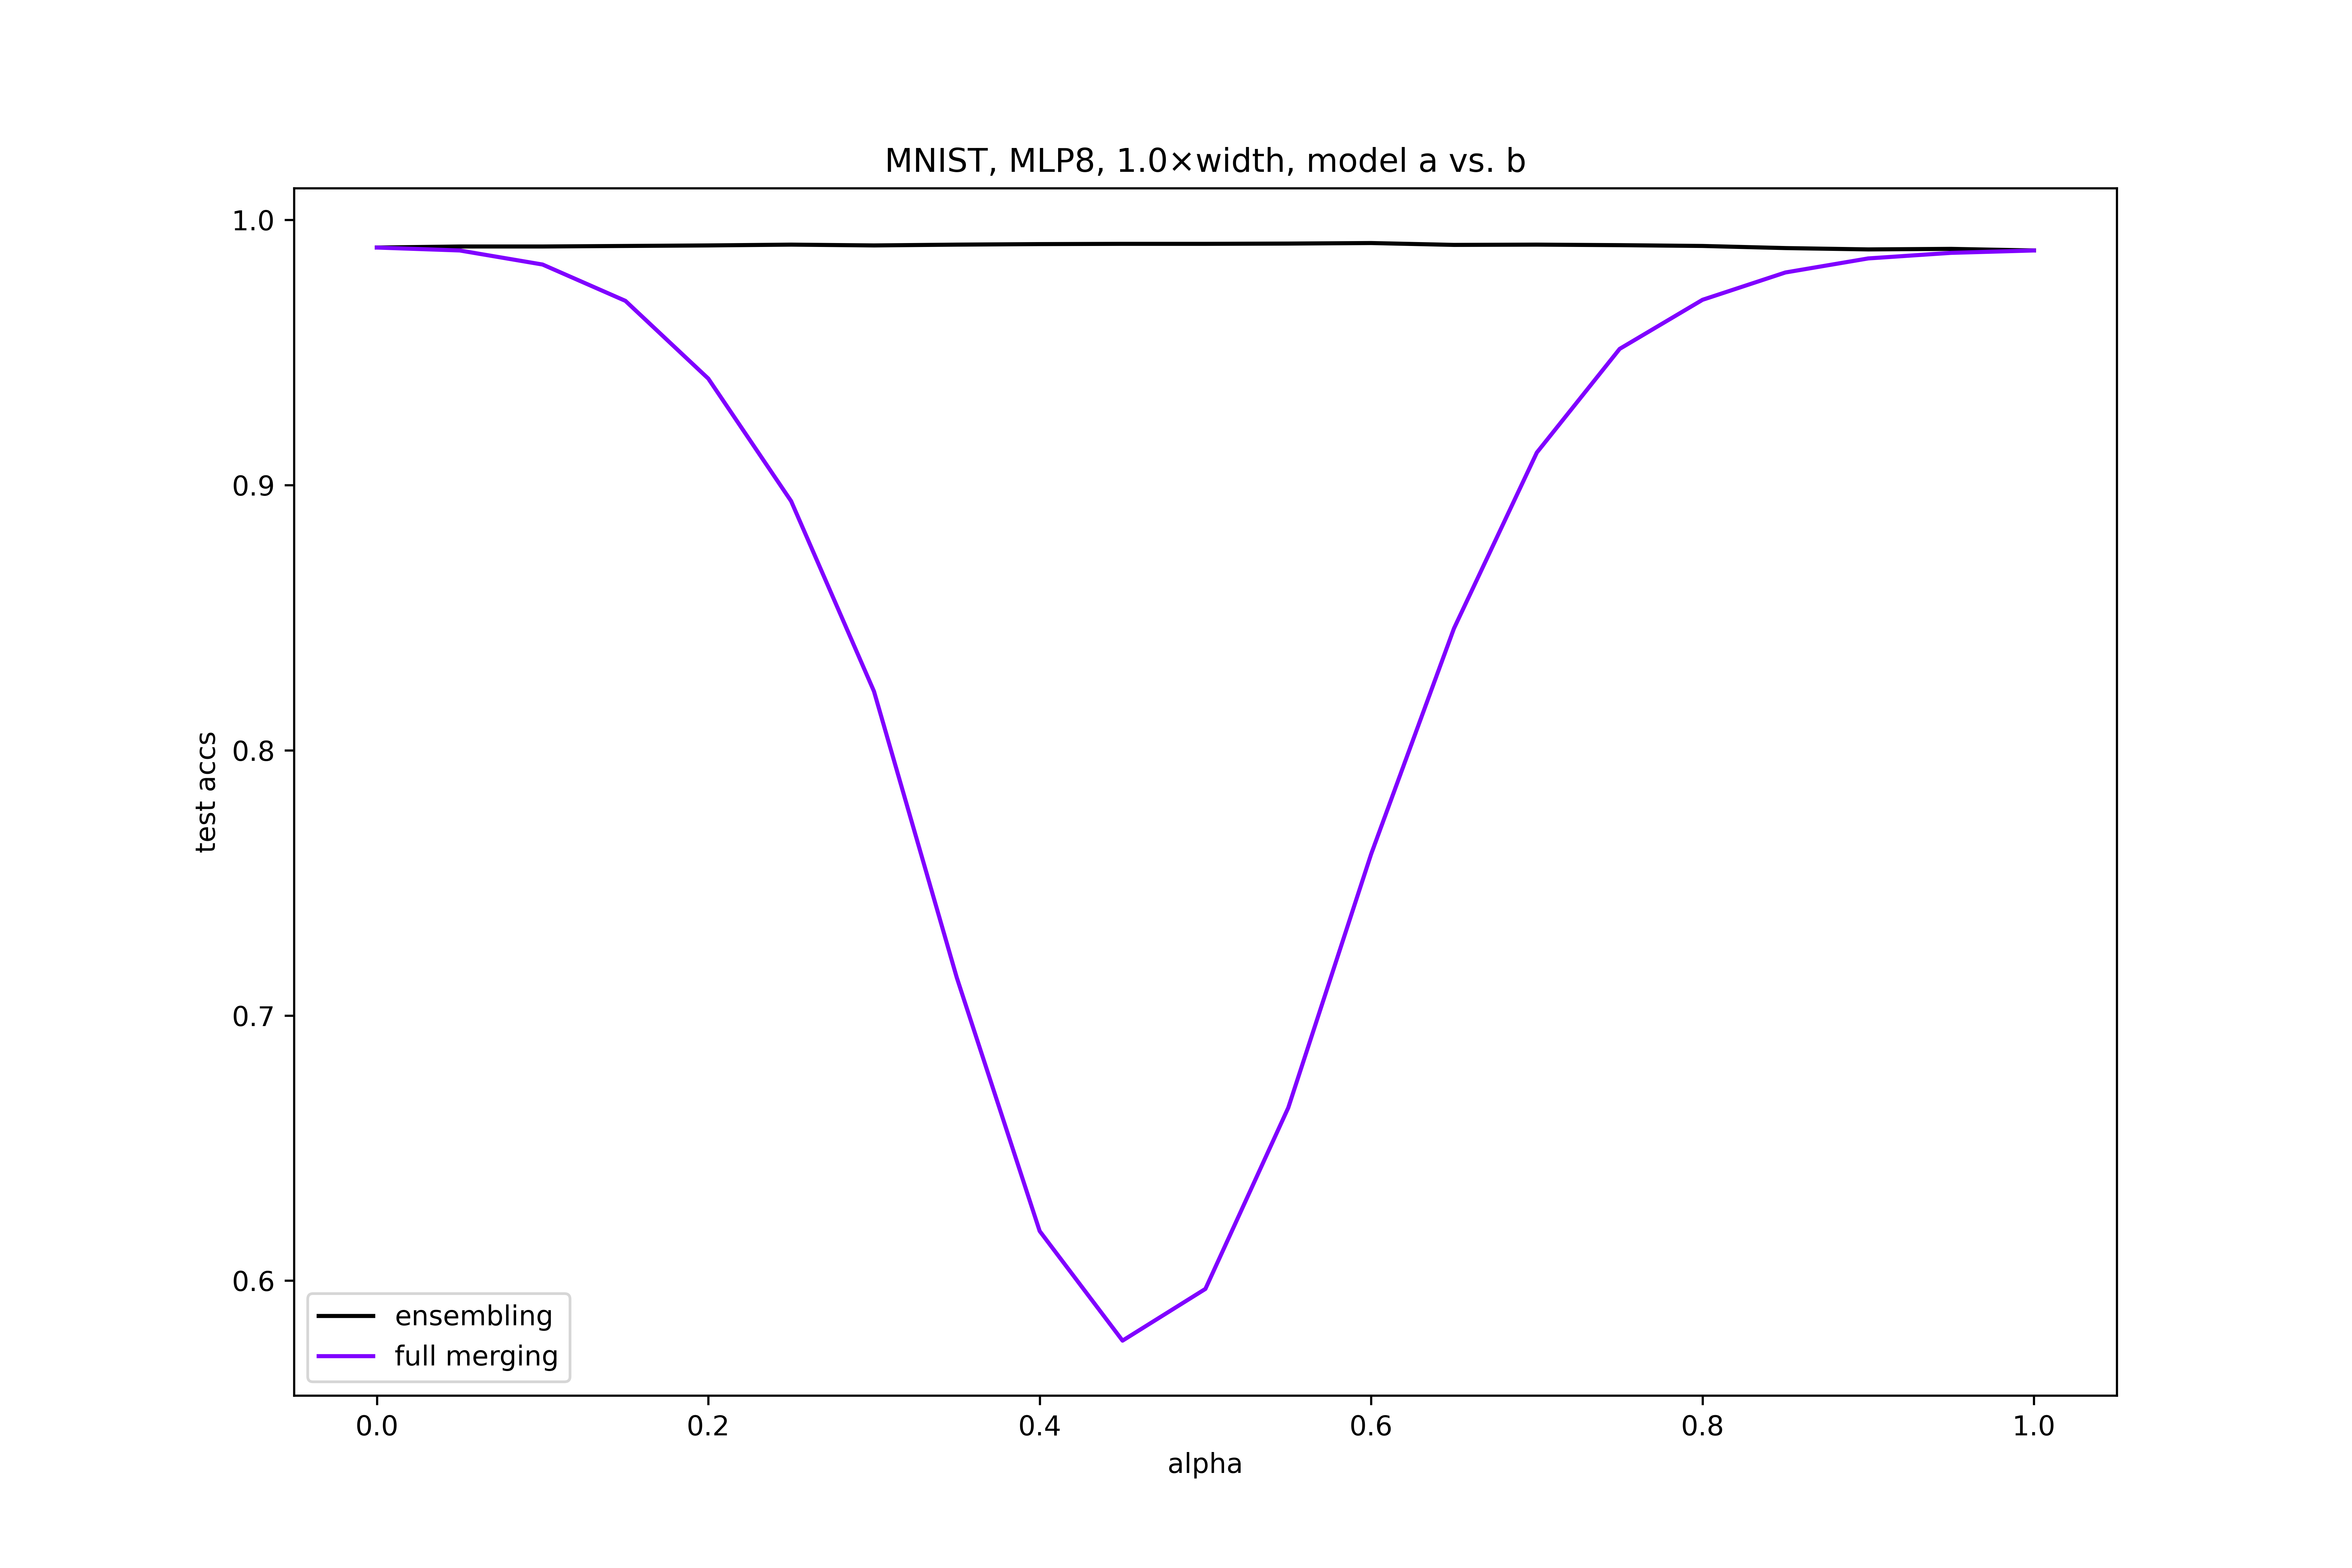 MNIST, MLP8, 1.0×width, model a vs. b
1.0
0.9
0.8
0.7
0.6
test accs
ensembling
full merging
0.0 0.2 0.4 0.6 0.8 1.0
alpha